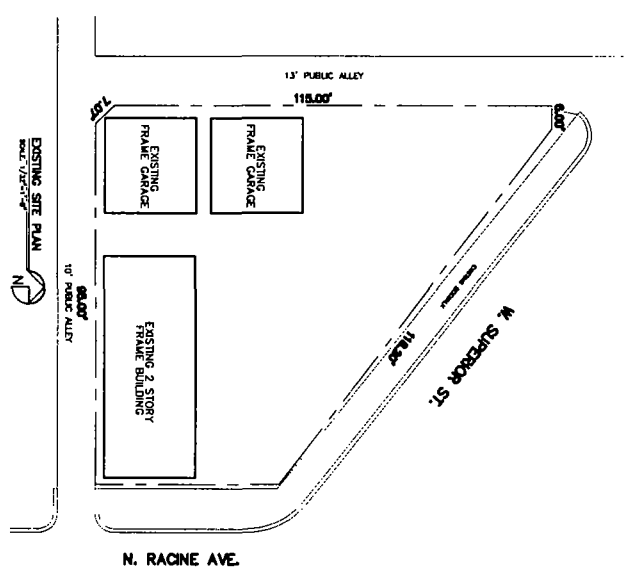 13' PUBLIC ALLEY
115.00'
7.07'
6.00'
EXISTING
FRAME GARAGE
EXISTING
FRAME GARAGE
EXISTING SITE PLAN
N
98.00'
10' PUBLIC ALLEY
EXISTING 2 STORY
FRAME BUILDING
W. SUPERIOR ST.
N. RACINE AVE.